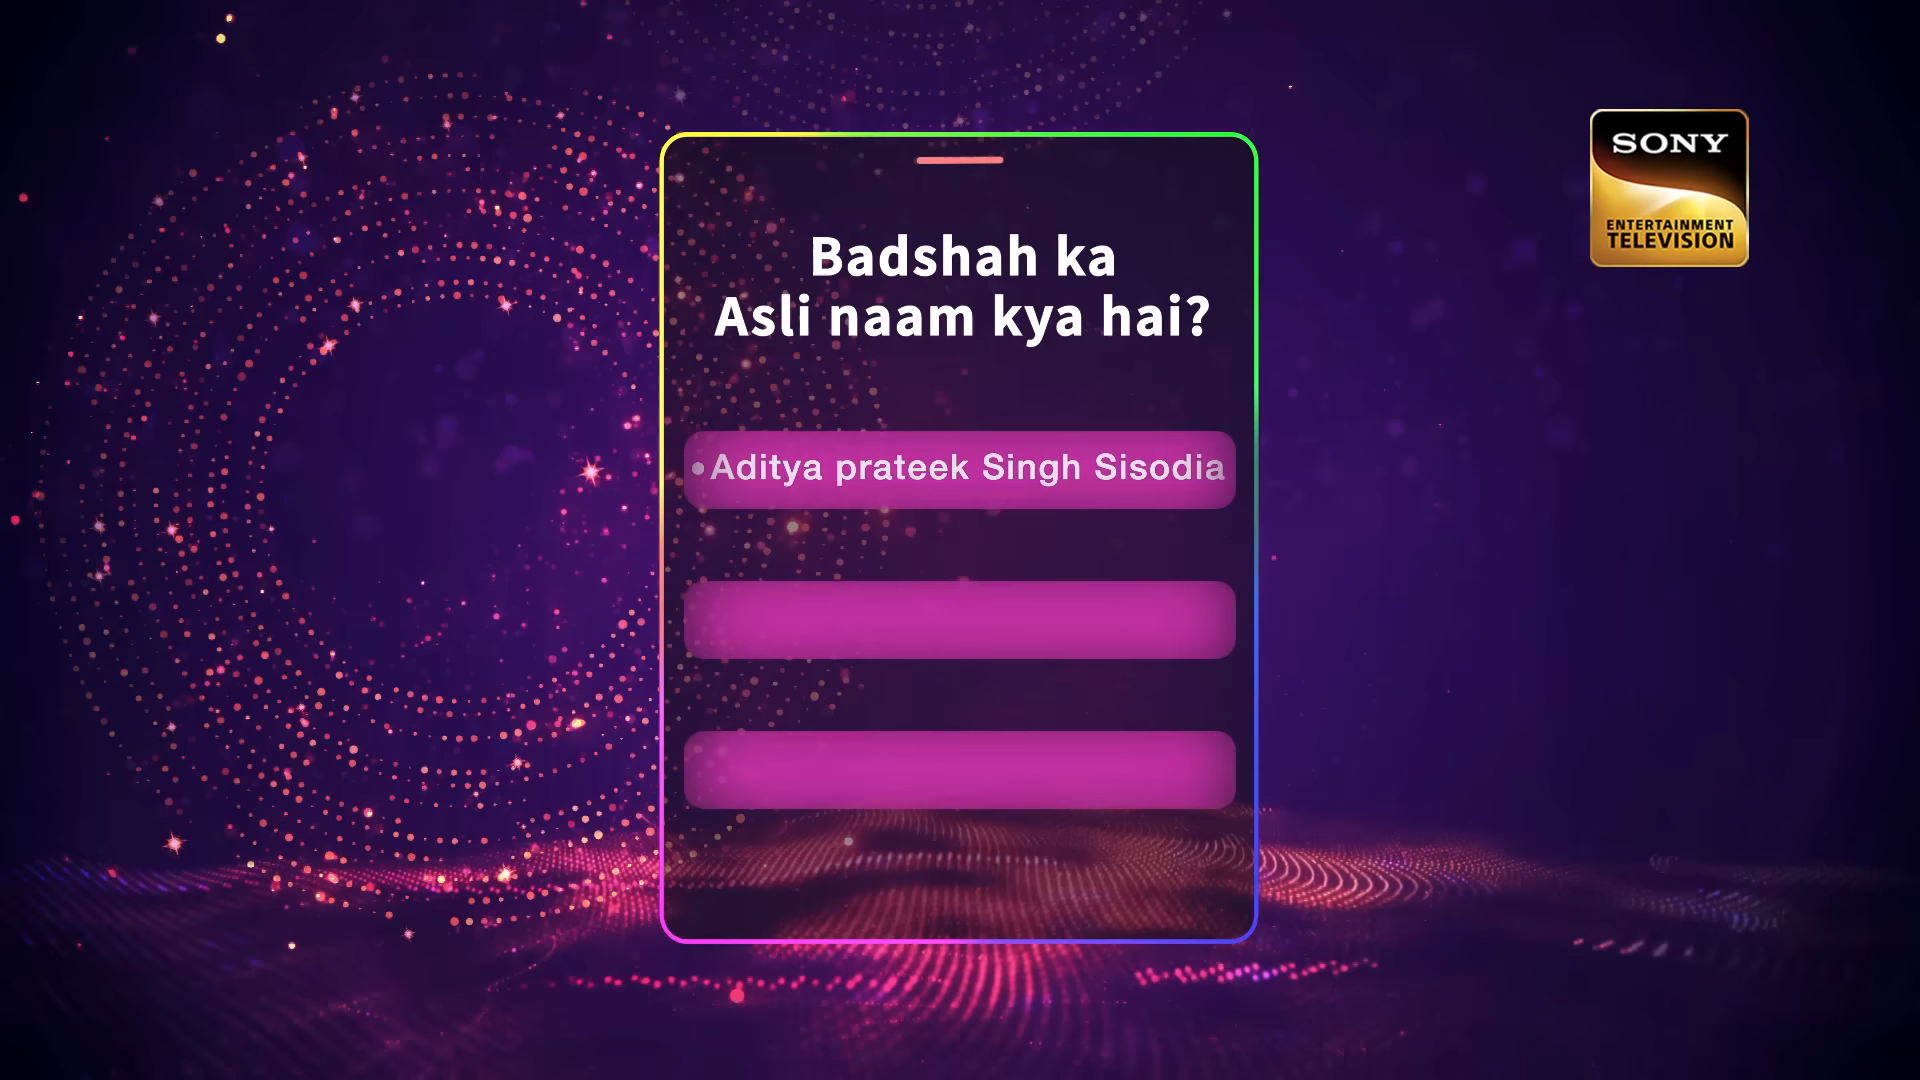 SONY
ENTERTAINMENT
TELEVISION
Badshah ka
Asli naam kya hai?
•Aditya prateek Singh Sisodia